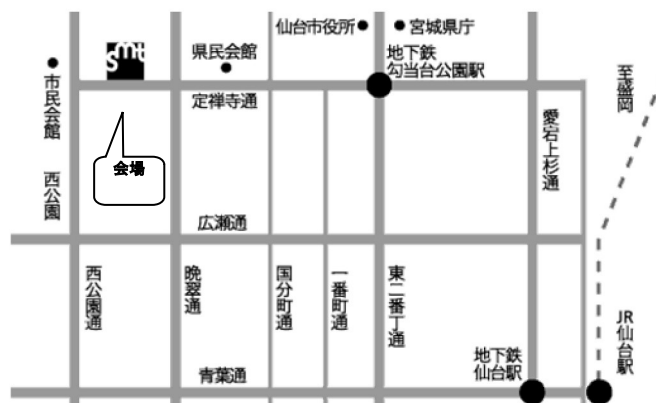 仙台市役所
宮城県庁
県民会館
smt
地下鉄
勾当台公園駅
市民会館
定禅寺通
至盛岡
愛宕上杉通
会場
西公園
広瀬通
西公園通
晩翠通
国分町通
一番町通
東二番丁通
JR仙台駅
地下鉄
仙台駅
青葉通